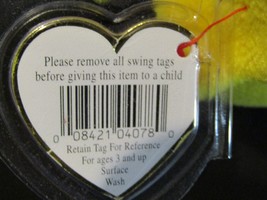 Please remove all swing tags
before giving this item to a child
0 08421 04078 0
Retain Tag For Reference
For ages 3 and up
Surface
Wash